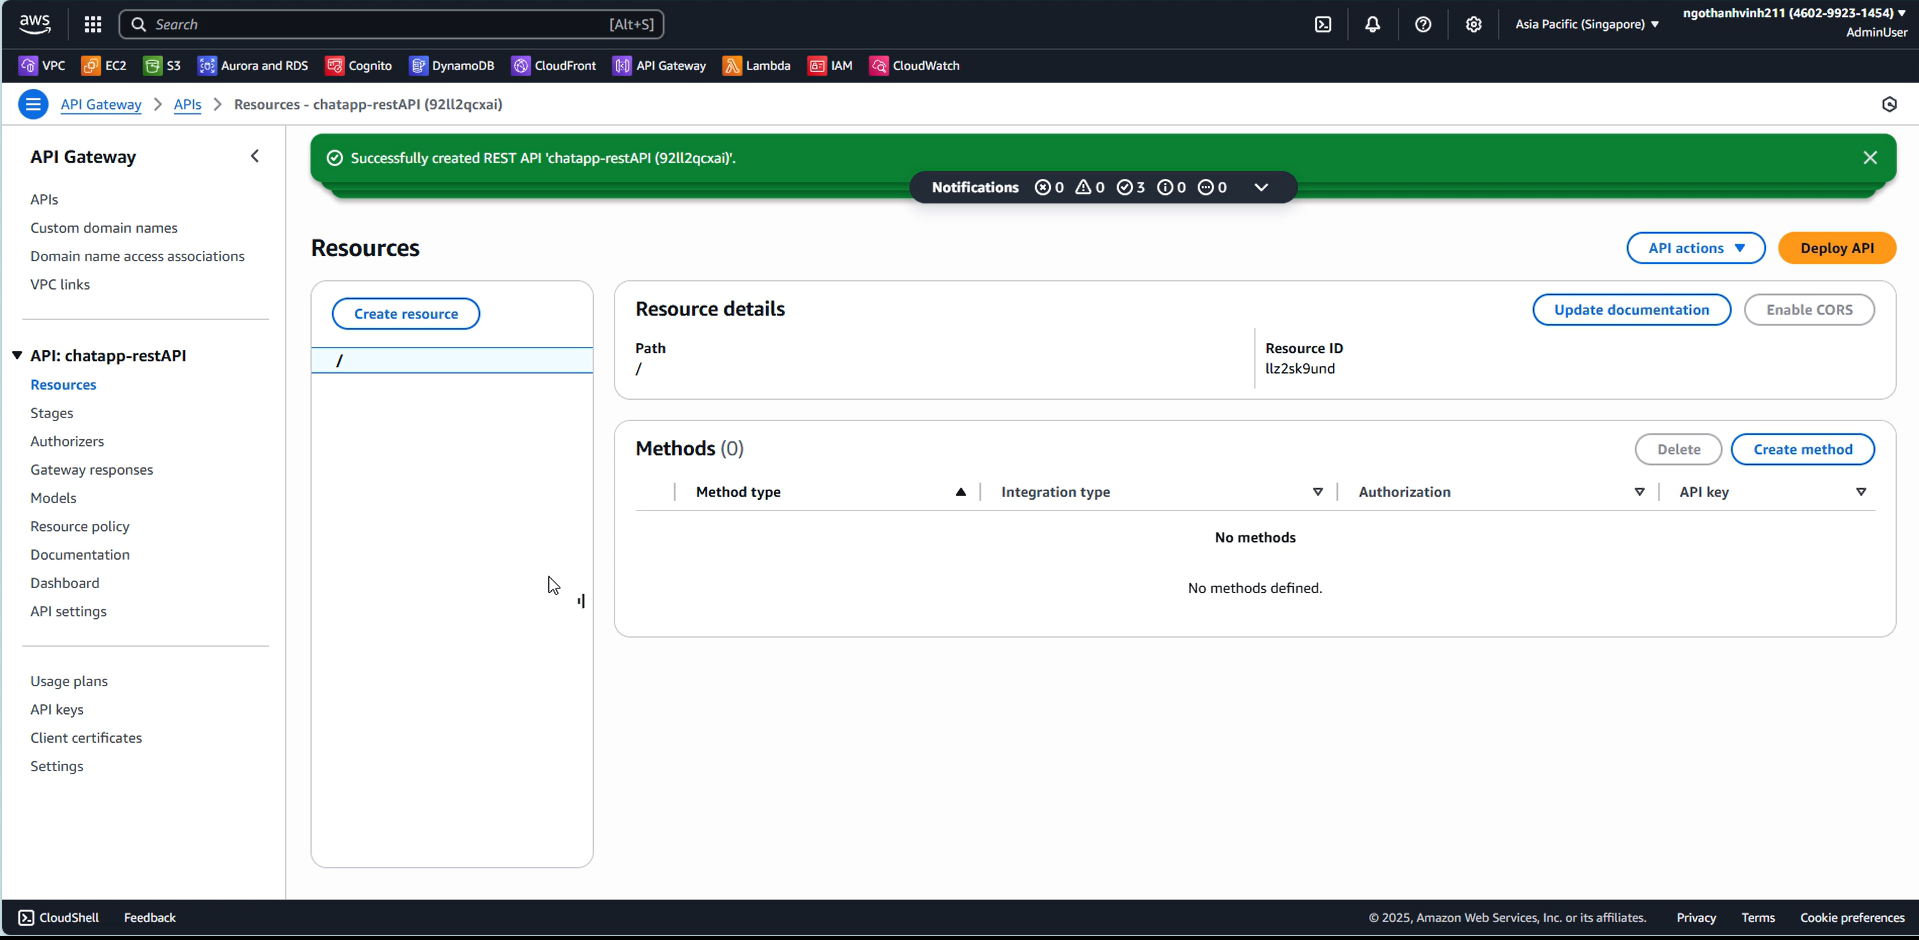 aws
Search [Alt+S]
Asia Pacific (Singapore) ▼
ngothanhvinh211 (4602-9923-1454) ▼
AdminUser
VPC EC2 S3 Aurora and RDS Cognito DynamoDB CloudFront API Gateway Lambda IAM CloudWatch
API Gateway > APIs > Resources - chatapp-restAPI (92ll2qcxai)
API Gateway
APIs
Custom domain names
Domain name access associations
VPC links
API: chatapp-restAPI
Resources
Stages
Authorizers
Gateway responses
Models
Resource policy
Documentation
Dashboard
API settings
Usage plans
API keys
Client certificates
Settings
Successfully created REST API 'chatapp-restAPI (92ll2qcxai)'.
Notifications 0 0 3 0 0
Resources
API actions ▼
Deploy API
Create resource
/
Resource details
Update documentation
Enable CORS
Path
/
Resource ID
llz2sk9und
Methods (0)
Delete
Create method
Method type Integration type Authorization API key
No methods
No methods defined.
CloudShell Feedback
© 2025, Amazon Web Services, Inc. or its affiliates. Privacy Terms Cookie preferences